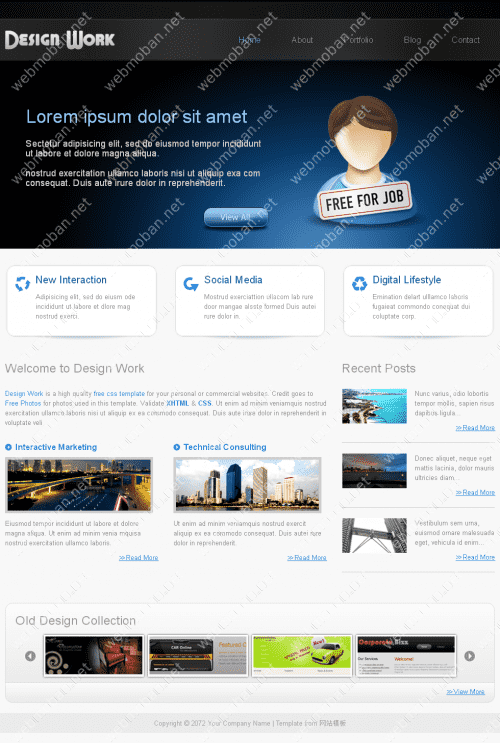 Design Work
Home About Portfolio Blog Contact
Lorem ipsum dolor sit amet
Sectetur adipisicing elit, sed do eiusmod tempor incididunt
ut labore et dolore magna aliqua.
nostrud exercitation ullamco laboris nisi ut aliquip exa com
consequat. Duis aute irure dolor in reprehenderit.
View All
FREE FOR JOB
New Interaction
Adipisicing elit, sed do eiusm ode
incididunt ut labore et dlore mag
nostrud exerci.
Social Media
Mostrud exerciattion ullacom lab rure
door mangae aloste formed Duis autei
rure dolor in.
Digital Lifestyle
Emination delart ulllamco laboris
fugaieat commondo conequat dui
coluptate corp.
Welcome to Design Work
Design Work is a high quality free css template for your personal or commercial websites. Credit goes to
Free Photos for photos used in this template. Validate XHTML & CSS. Ut enim ad minim veniamquis nostrud
exercitation ullamco laboris nisi ut aliquip ex ea commodo consequat. Duis aute irure dolor in reprehenderit in
voluptate veli
Interactive Marketing
Eiusmod tempor incididunt ut labore et dolore
magna aliqua. Ut enim ad minim venia mquisa
nostrud exercitation ullamco laboris.
>> Read More
Technical Consulting
Ut enim ad minim veniamquis nostrud exercit
aliquip ex ea commodo consequat. Duis autei rure
dolor in reprehenderit.
>> Read More
Recent Posts
Nunc varius, odio lobortis
tempor mollis, sapien risus
dapibus ligula...
>> Read More
Donec aliquet, neque eget
mattis lacinia, dolor mauris
ultricies diam...
>> Read More
Vestibulum sem urna,
euismod ornare malesuada
eget, vehicula id enim...
>> Read More
Old Design Collection
>> View More
Copyright © 2072 Your Company Name | Template from 网站模板
webmoban.net